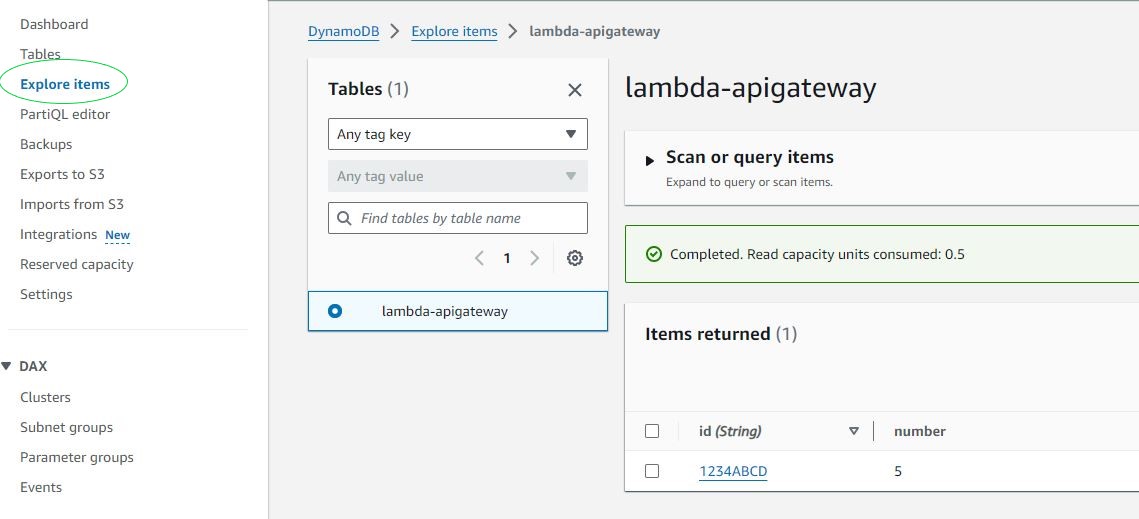 Dashboard
Tables
Explore items
PartiQL editor
Backups
Exports to S3
Imports from S3
Integrations New
Reserved capacity
Settings
DAX
Clusters
Subnet groups
Parameter groups
Events
DynamoDB > Explore items > lambda-apigateway
Tables (1)
Any tag key
Any tag value
Find tables by table name
1
lambda-apigateway
lambda-apigateway
Scan or query items
Expand to query or scan items.
Completed. Read capacity units consumed: 0.5
Items returned (1)
id (String) number
1234ABCD 5